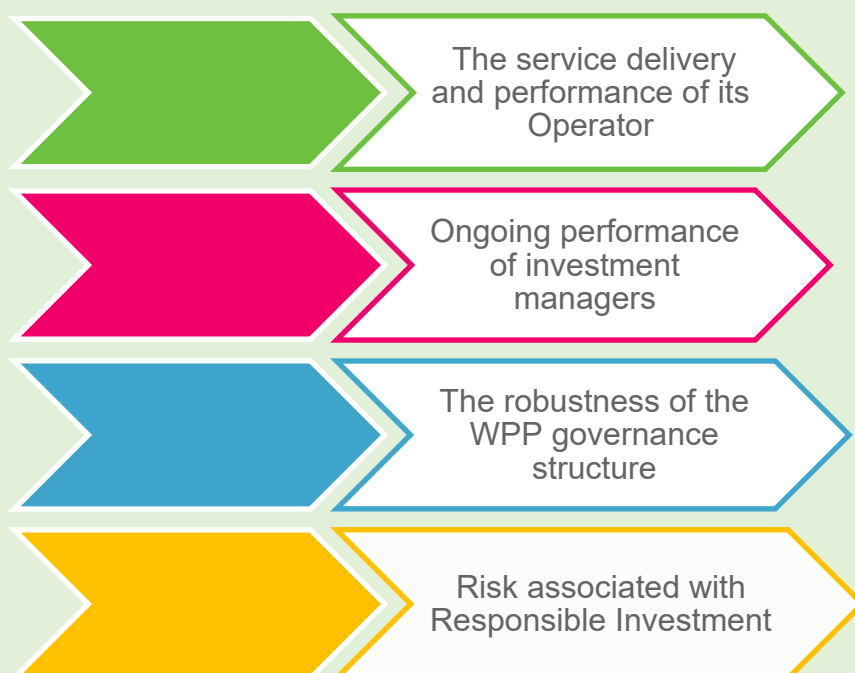 The service delivery
and performance of its
Operator
Ongoing performance
of investment
managers
The robustness of the
WPP governance
structure
Risk associated with
Responsible Investment